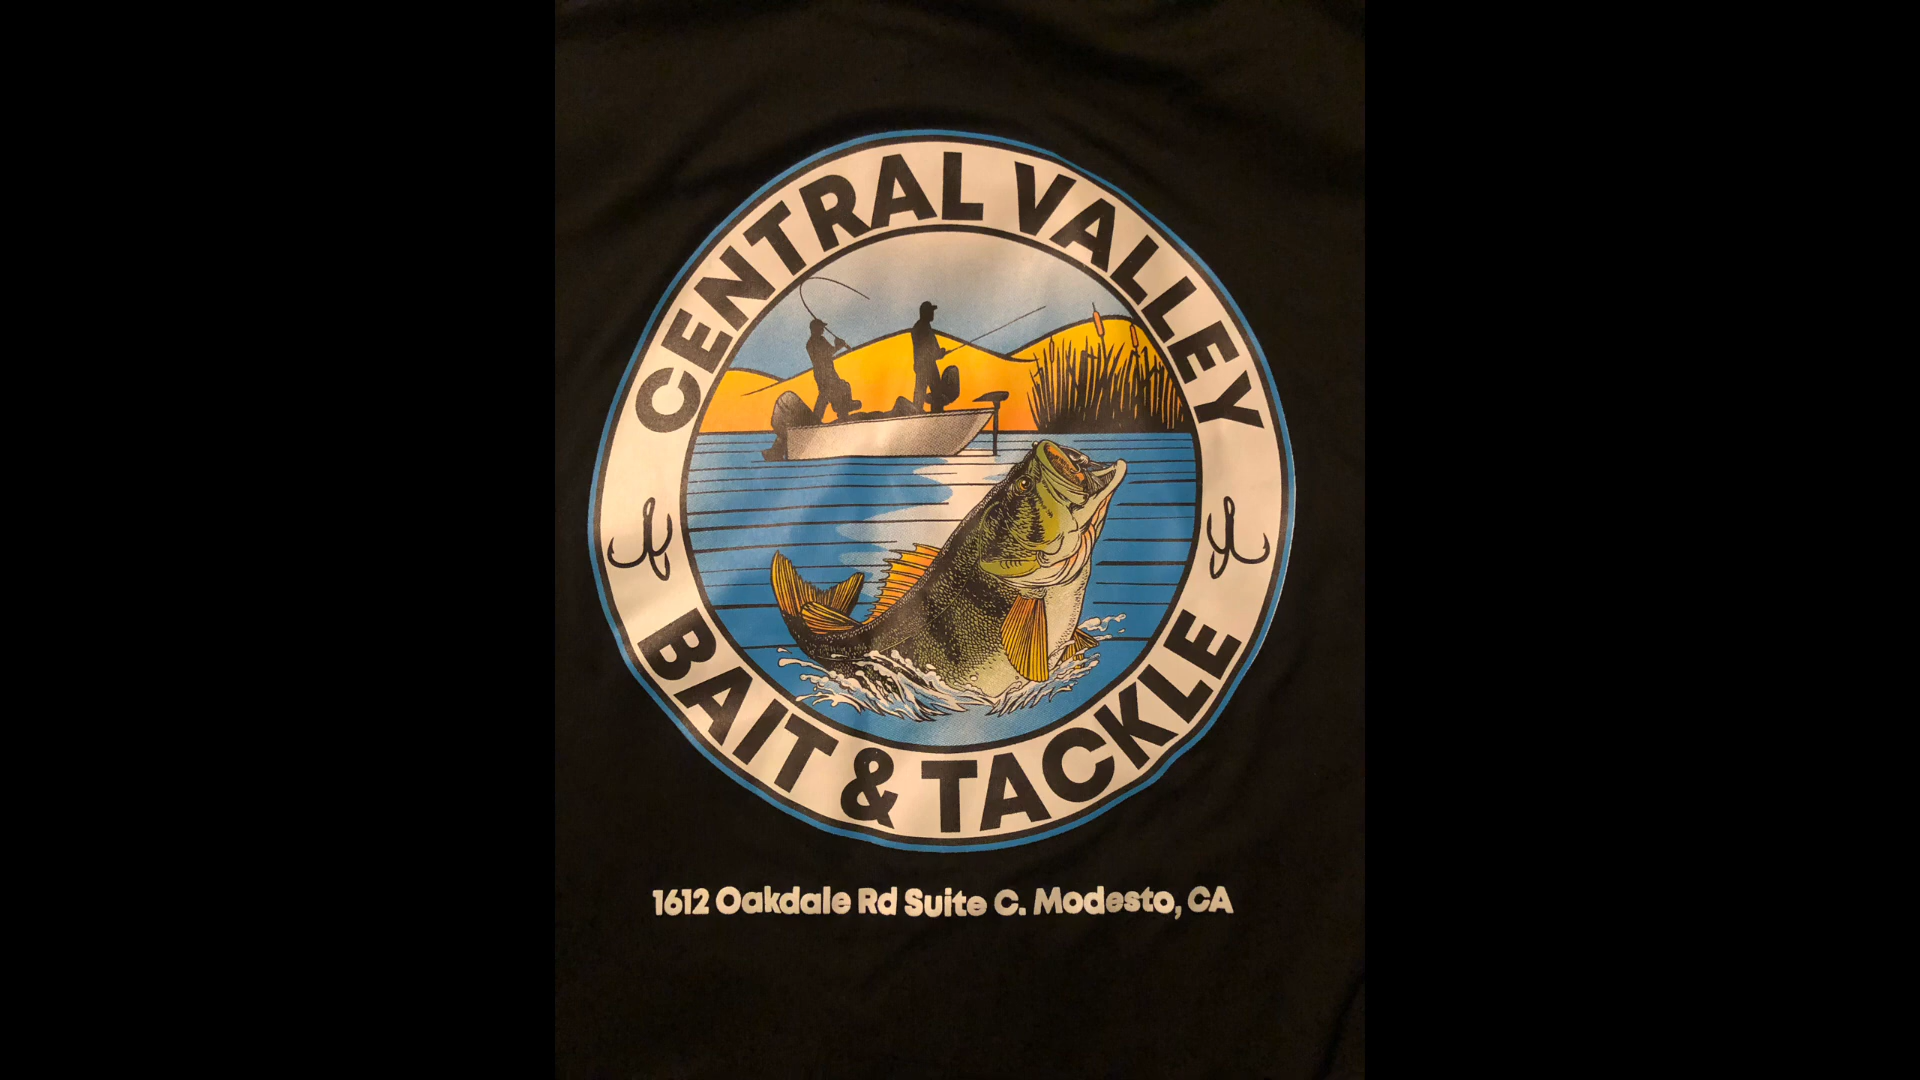 CENTRAL VALLEY
BAIT & TACKLE
1612 Oakdale Rd Suite C. Modesto, CA